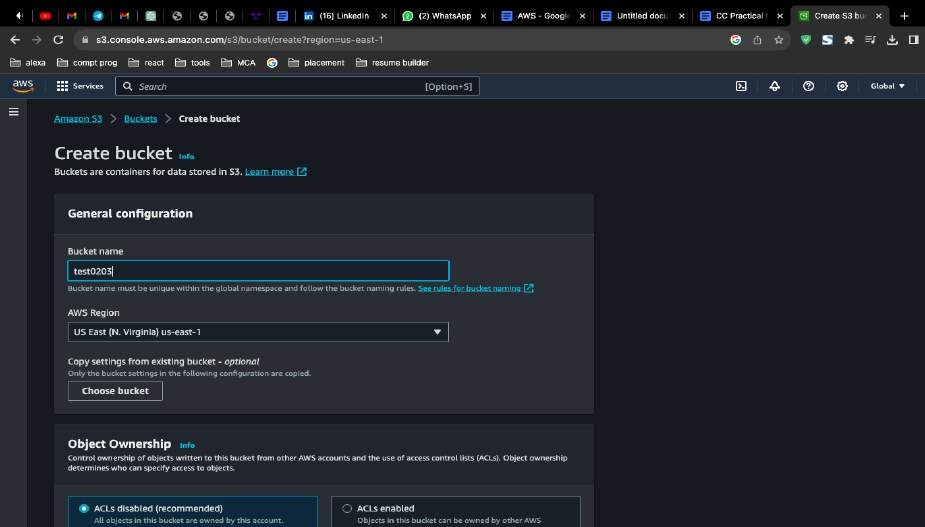 (16) LinkedIn
(2) WhatsApp
AWS - Google
Untitled docu
CC Practical
Create S3 bu
s3.console.aws.amazon.com/s3/bucket/create?region=us-east-1
alexa
compt prog
react
tools
MCA
placement
resume builder
aws
Services
Search
[Option+S]
Global
Amazon S3
Buckets
Create bucket
Create bucket Info
Buckets are containers for data stored in S3. Learn more
General configuration
Bucket name
test0203
Bucket name must be unique within the global namespace and follow the bucket naming rules. See rules for bucket naming
AWS Region
US East (N. Virginia) us-east-1
Copy settings from existing bucket - optional
Only the bucket settings in the following configuration are copied.
Choose bucket
Object Ownership Info
Control ownership of objects written to this bucket from other AWS accounts and the use of access control lists (ACLs). Object ownership
determines who can specify access to objects.
ACLs disabled (recommended)
All objects in this bucket are owned by this account.
ACLs enabled
Objects in this bucket can be owned by other AWS